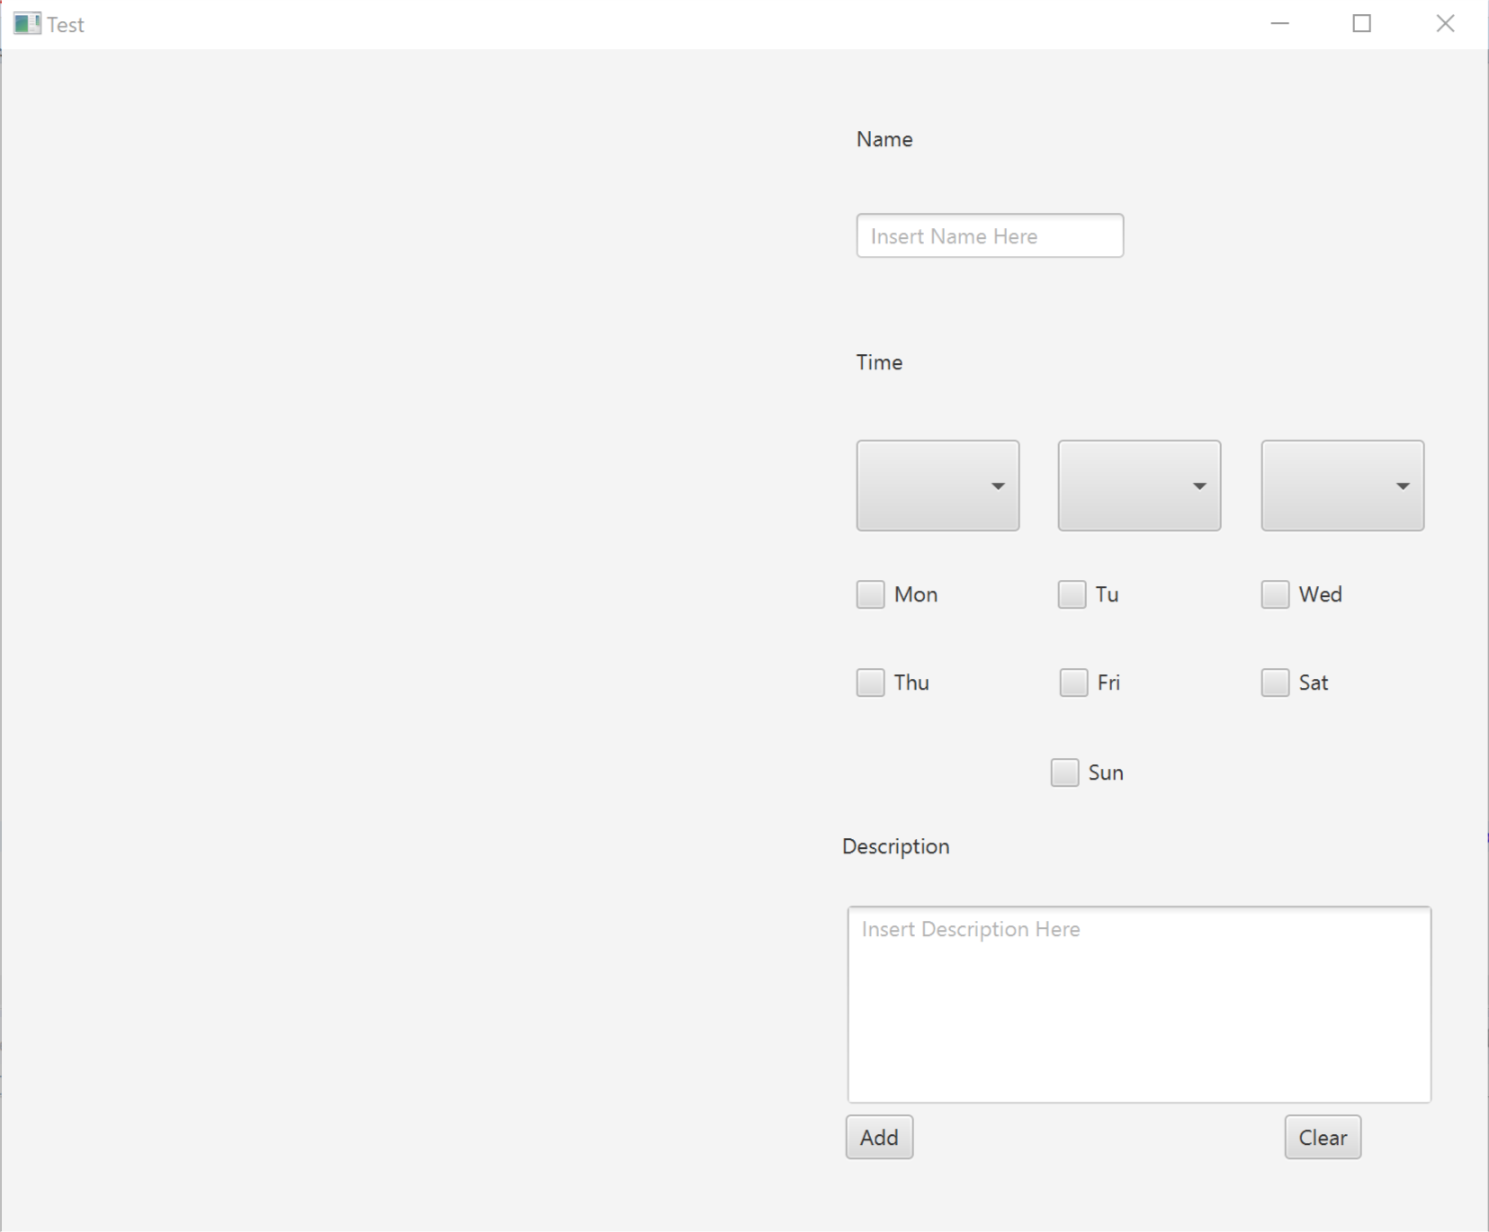 Test
Name
Insert Name Here
Time
Mon Tu Wed
Thu Fri Sat
Sun
Description
Insert Description Here
Add Clear